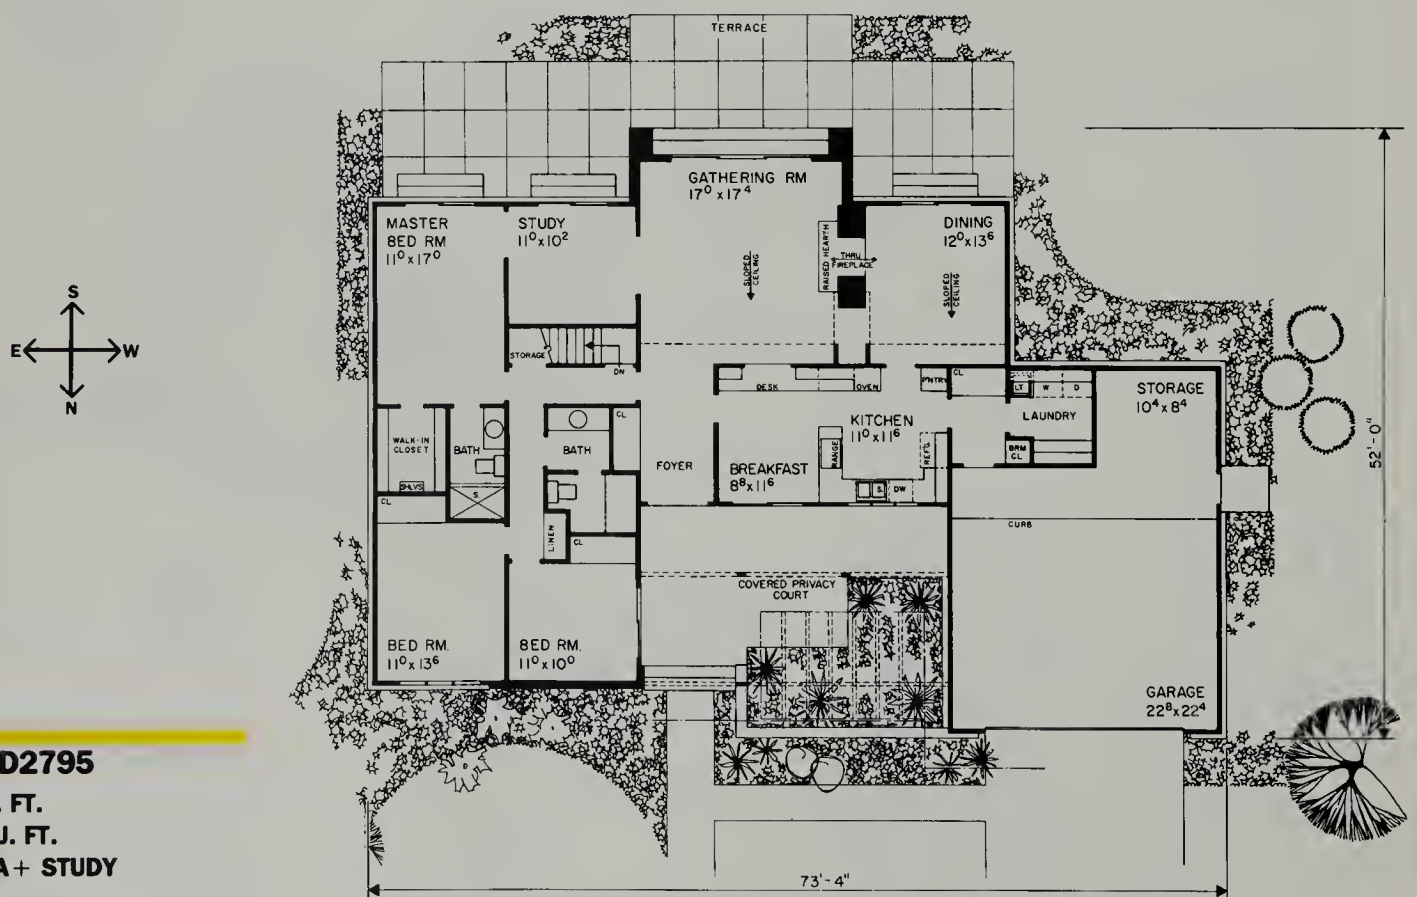 TERRACE
GATHERING RM
17⁰ x 17⁴
MASTER
BED RM
11⁰ x 17⁰
STUDY
11⁰ x 10²
DINING
12⁰ x 13⁶
RAISED HEARTH
THRU
FIREPLACE
SLOPED
CEILING
SLOPED
CEILING
S
E
W
N
STORAGE
DN
DESK
OVEN
PNTRY
CL
LT
W
D
STORAGE
10⁴ x 8⁴
LAUNDRY
WALK-IN
CLOSET
SHLVS
BATH
S.
BATH
CL
FOYER
BREAKFAST
8⁸ x 11⁶
KITCHEN
11⁰ x 11⁶
RANGE
REFG.
S.
DW
BRM
CL
CL
LINEN
CL
CURB
COVERED PRIVACY
COURT
BED RM.
11⁰ x 13⁶
BED RM.
11⁰ x 10⁰
GARAGE
22⁸ x 22⁴
52'-0"
73'-4"
D2795
. FT.
J. FT.
A + STUDY